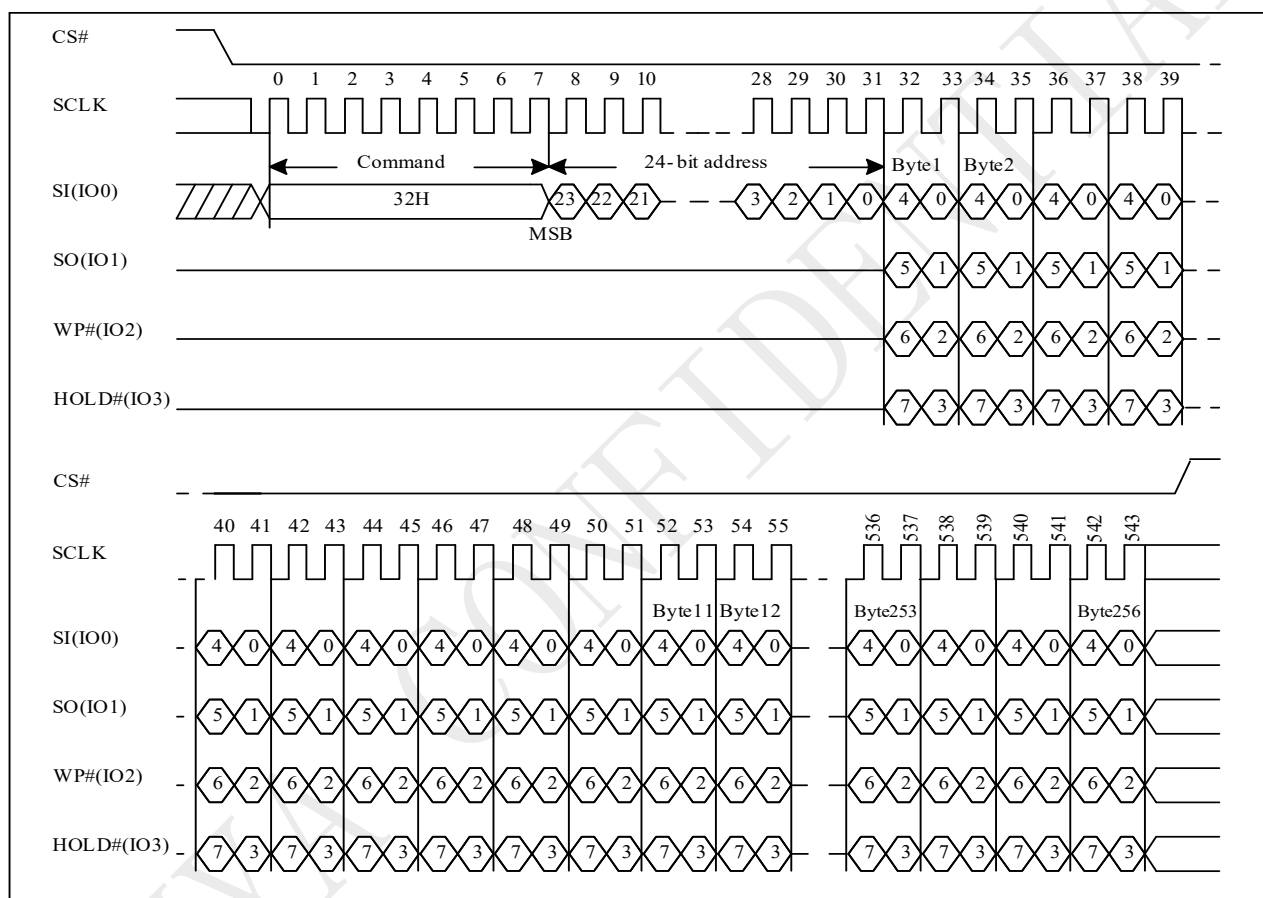 CS#
0 1 2 3 4 5 6 7 8 9 10 28 29 30 31 32 33 34 35 36 37 38 39
SCLK
Command 24-bit address Byte1 Byte2
SI(IO0) 32H 23 22 21 3 2 1 0 4 0 4 0 4 0 4 0
MSB
SO(IO1) 5 1 5 1 5 1 5 1
WP#(IO2) 6 2 6 2 6 2 6 2
HOLD#(IO3) 7 3 7 3 7 3 7 3
CS#
40 41 42 43 44 45 46 47 48 49 50 51 52 53 54 55 536 537 538 539 540 541 542 543
SCLK
Byte11 Byte12 Byte253 Byte256
SI(IO0) 4 0 4 0 4 0 4 0 4 0 4 0 4 0 4 0 4 0 4 0 4 0 4 0
SO(IO1) 5 1 5 1 5 1 5 1 5 1 5 1 5 1 5 1 5 1 5 1 5 1 5 1
WP#(IO2) 6 2 6 2 6 2 6 2 6 2 6 2 6 2 6 2 6 2 6 2 6 2 6 2
HOLD#(IO3) 7 3 7 3 7 3 7 3 7 3 7 3 7 3 7 3 7 3 7 3 7 3 7 3